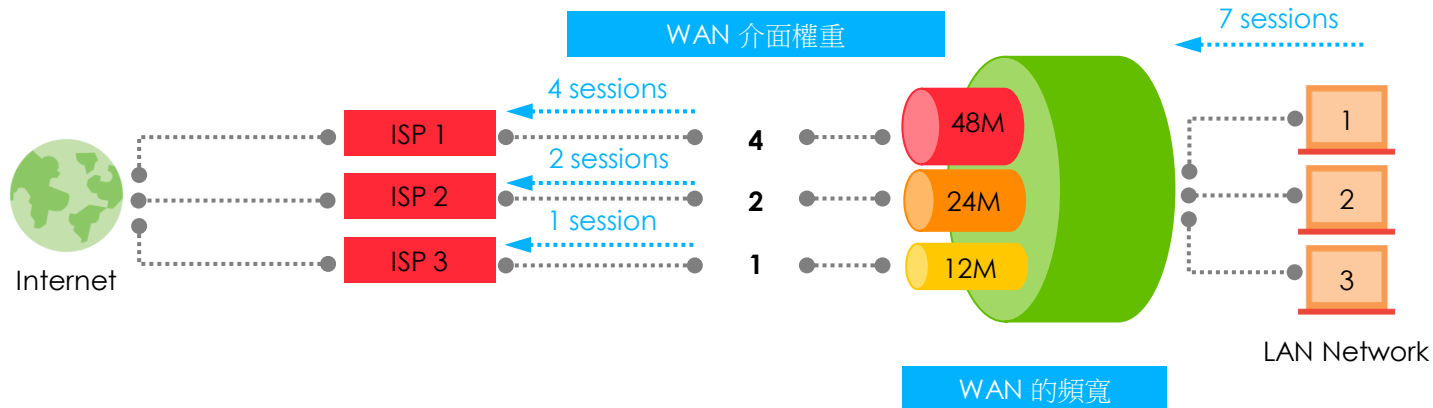 WAN 介面權重
7 sessions
4 sessions
ISP 1
4
48M
1
2 sessions
ISP 2
2
24M
2
1 session
ISP 3
1
12M
3
Internet
LAN Network
WAN 的頻寬